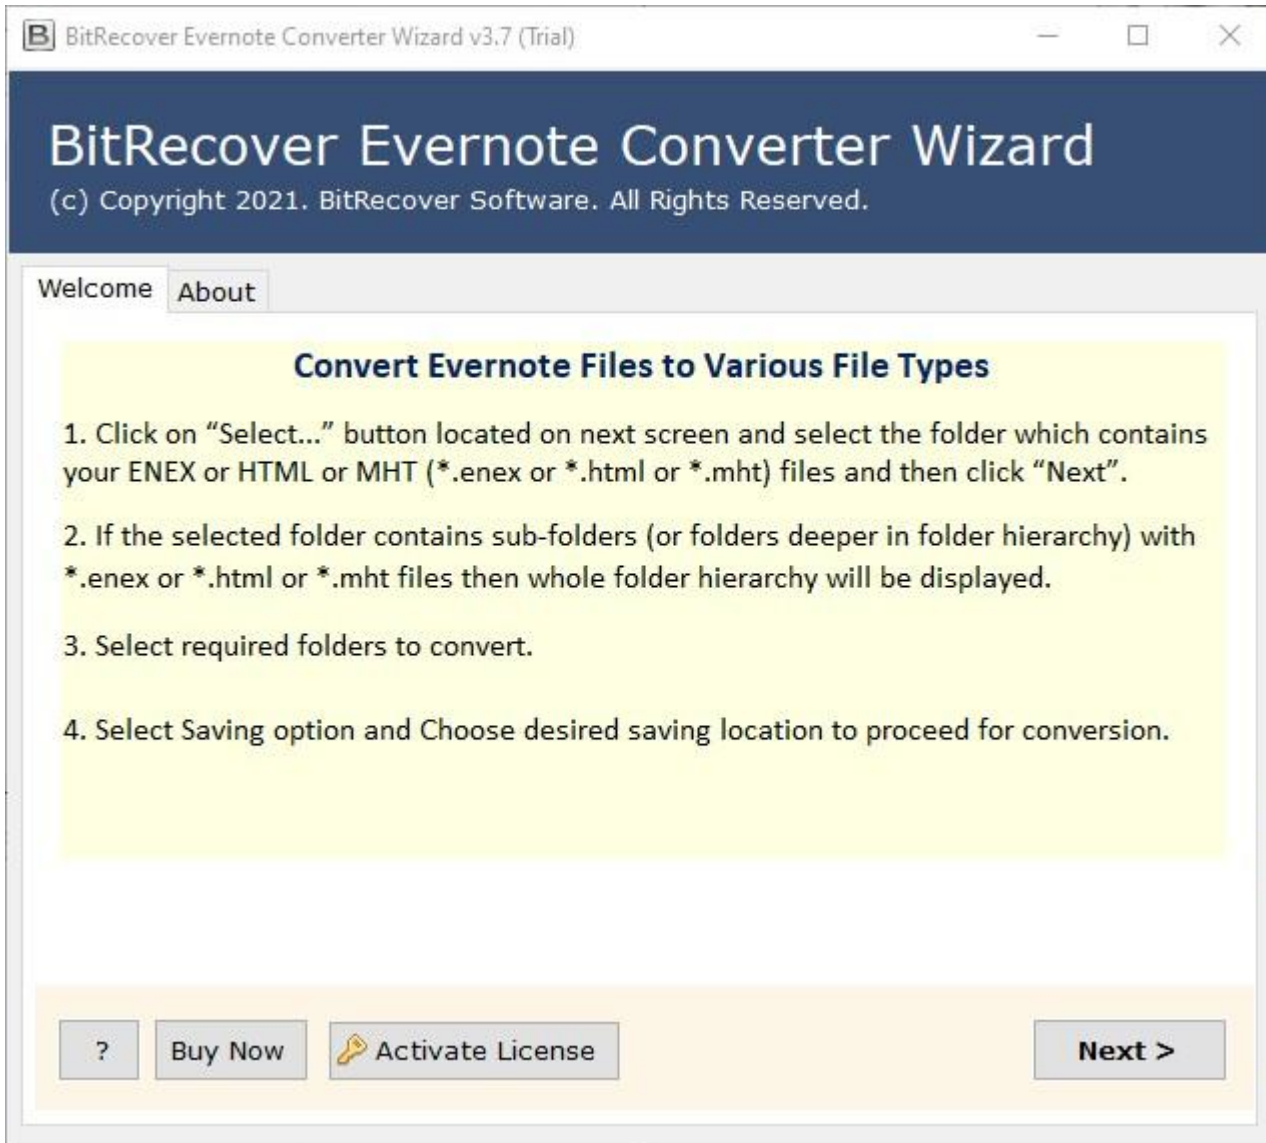 B BitRecover Evernote Converter Wizard v3.7 (Trial)
BitRecover Evernote Converter Wizard
(c) Copyright 2021. BitRecover Software. All Rights Reserved.
Welcome About
Convert Evernote Files to Various File Types
1. Click on “Select...” button located on next screen and select the folder which contains
your ENEX or HTML or MHT (*.enex or *.html or *.mht) files and then click “Next”.
2. If the selected folder contains sub-folders (or folders deeper in folder hierarchy) with
*.enex or *.html or *.mht files then whole folder hierarchy will be displayed.
3. Select required folders to convert.
4. Select Saving option and Choose desired saving location to proceed for conversion.
? Buy Now Activate License Next >